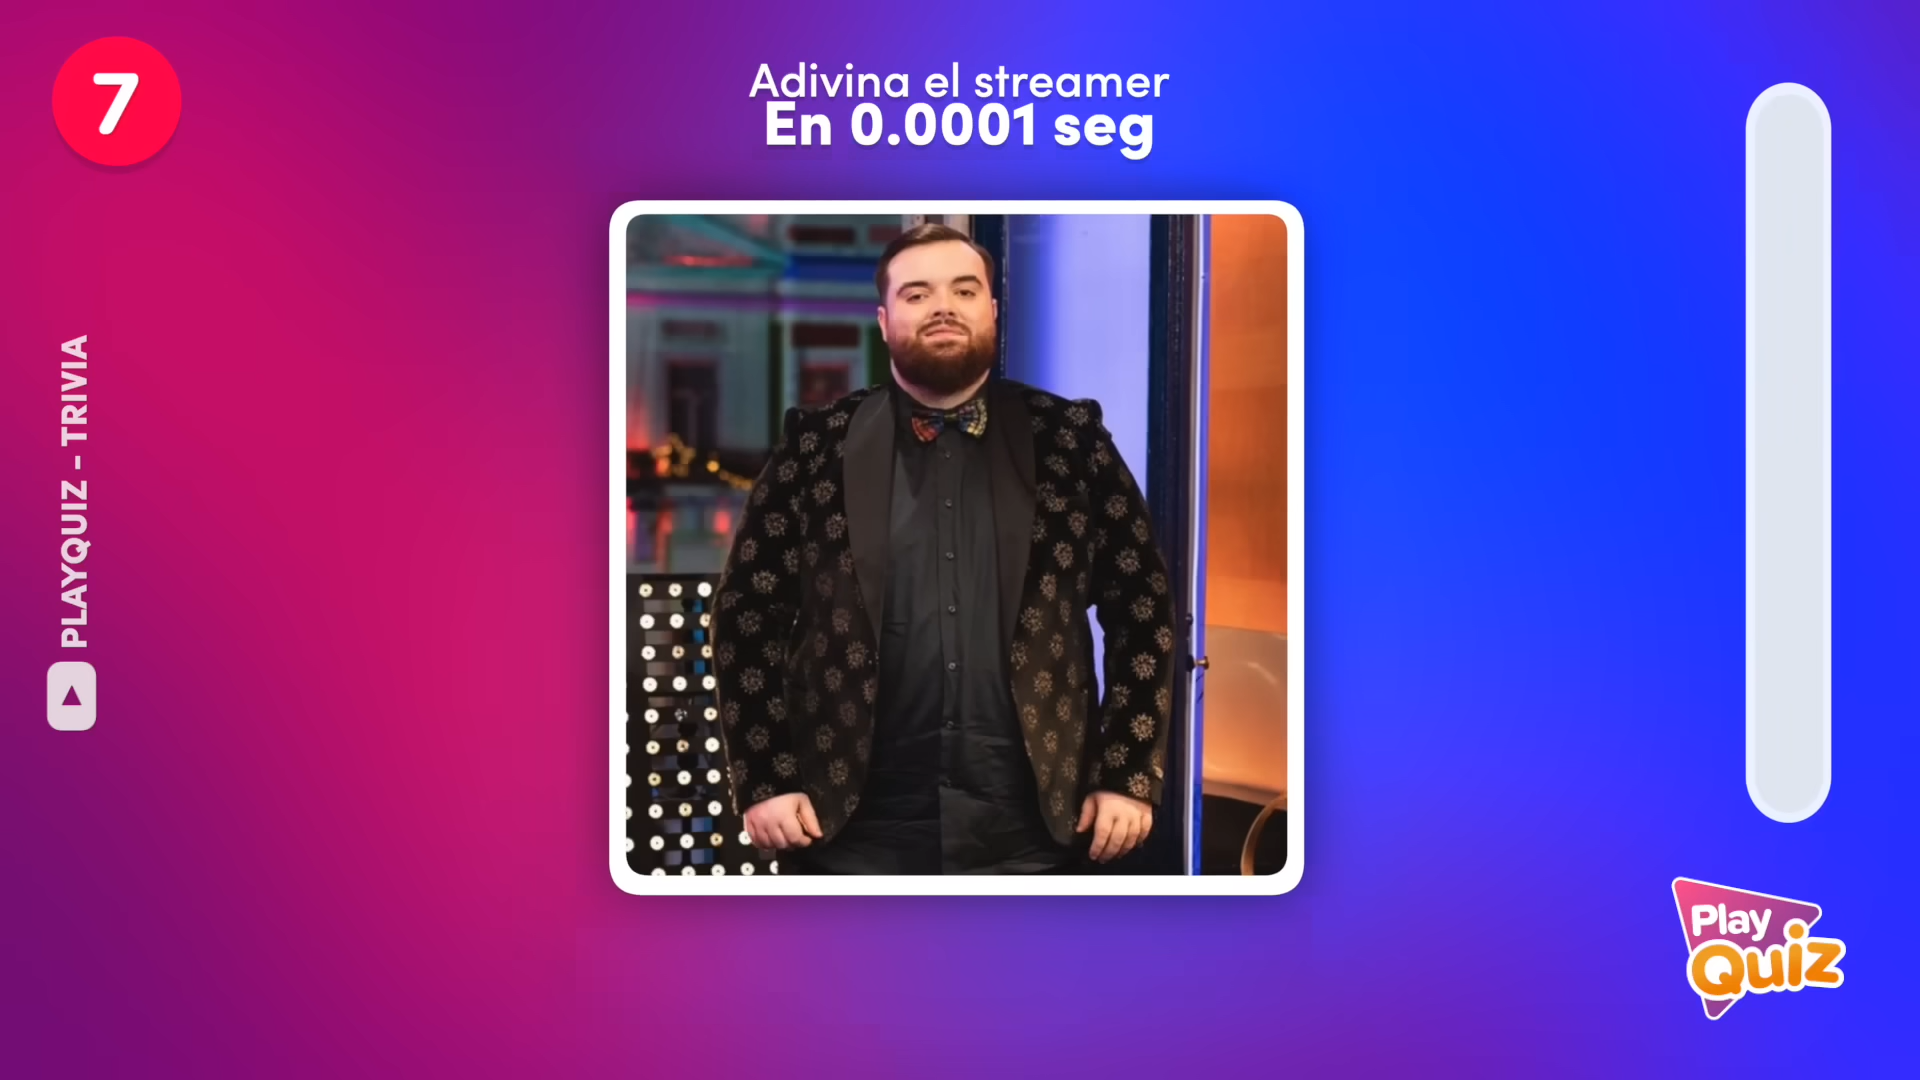 7
Adivina el streamer
En 0.0001 seg
PLAYQUIZ - TRIVIA
Play
Quiz